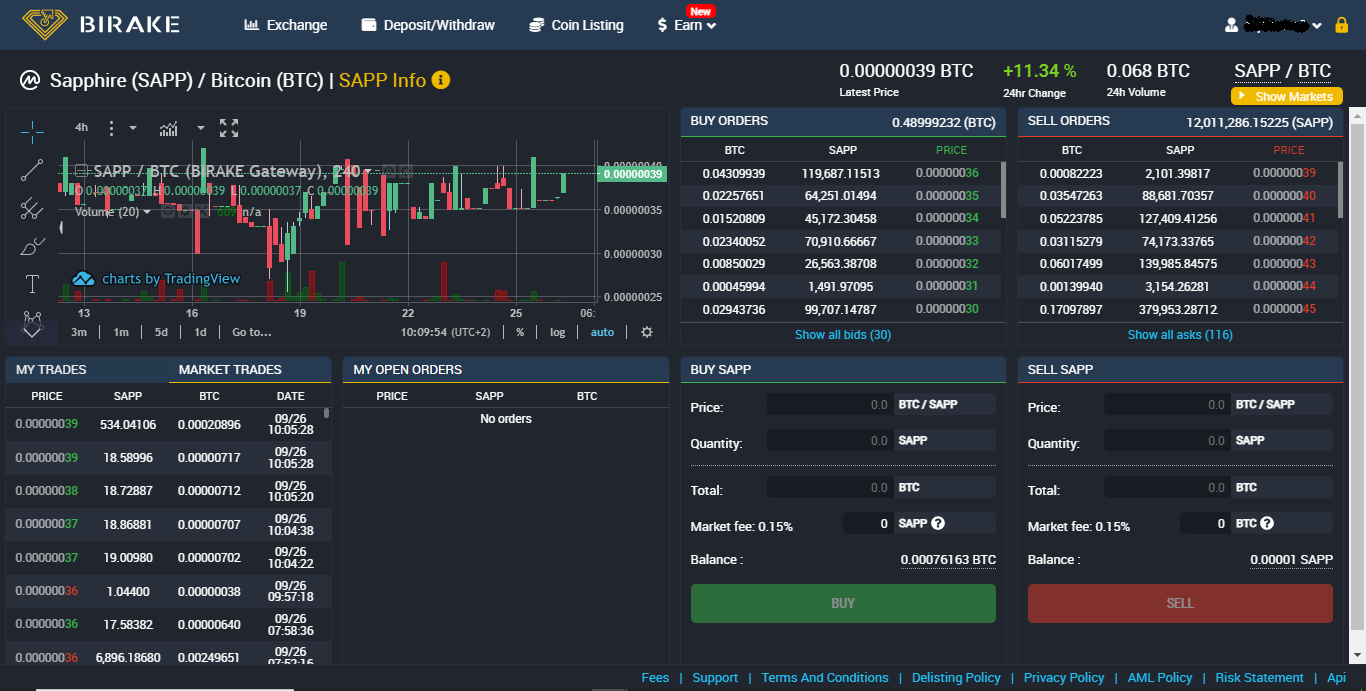 BIRAKE Exchange Deposit/Withdraw Coin Listing $ Earn New
Sapphire (SAPP) / Bitcoin (BTC) | SAPP Info
0.00000039 BTC +11.34 % 0.068 BTC SAPP / BTC
Latest Price 24hr Change 24h Volume Show Markets
4h
SAPP / BTC (BIRAKE Gateway), 240
O 0.00000037 H 0.00000039 L 0.00000037 C 0.00000039
Volume (20) 609 n/a
0.00000040
0.00000039
0.00000035
0.00000030
0.00000025
charts by TradingView
13 16 19 22 25 06:
3m 1m 5d 1d Go to... 10:09:54 (UTC+2) % log auto
BUY ORDERS 0.48999232 (BTC)
BTC SAPP PRICE
0.04309939 119,687.11513 0.00000036
0.02257651 64,251.01494 0.00000035
0.01520809 45,172.30458 0.00000034
0.02340052 70,910.66667 0.00000033
0.00850029 26,563.38708 0.00000032
0.00045994 1,491.97095 0.00000031
0.02943736 99,707.14787 0.00000030
Show all bids (30)
SELL ORDERS 12,011,286.15225 (SAPP)
BTC SAPP PRICE
0.00082223 2,101.39817 0.00000039
0.03547263 88,681.70357 0.00000040
0.05223785 127,409.41256 0.00000041
0.03115279 74,173.33765 0.00000042
0.06017499 139,985.84575 0.00000043
0.00139940 3,154.26281 0.00000044
0.17097897 379,953.28712 0.00000045
Show all asks (116)
MY TRADES MARKET TRADES
PRICE SAPP BTC DATE
0.00000039 534.04106 0.00020896 09/26
10:05:28
0.00000039 18.58996 0.00000717 09/26
10:05:28
0.00000038 18.72887 0.00000712 09/26
10:05:20
0.00000037 18.86881 0.00000707 09/26
10:04:38
0.00000037 19.00980 0.00000702 09/26
10:04:22
0.00000036 1.04400 0.00000038 09/26
09:57:18
0.00000036 17.58382 0.00000640 09/26
07:58:36
0.00000036 6,896.18680 0.00249651 09/26
07:52:16
MY OPEN ORDERS
PRICE SAPP BTC
No orders
BUY SAPP
Price: 0.0 BTC / SAPP
Quantity: 0.0 SAPP
Total: 0.0 BTC
Market fee: 0.15% 0 SAPP ?
Balance : 0.00076163 BTC
BUY
SELL SAPP
Price: 0.0 BTC / SAPP
Quantity: 0.0 SAPP
Total: 0.0 BTC
Market fee: 0.15% 0 BTC ?
Balance : 0.00001 SAPP
SELL
Fees | Support | Terms And Conditions | Delisting Policy | Privacy Policy | AML Policy | Risk Statement | Api